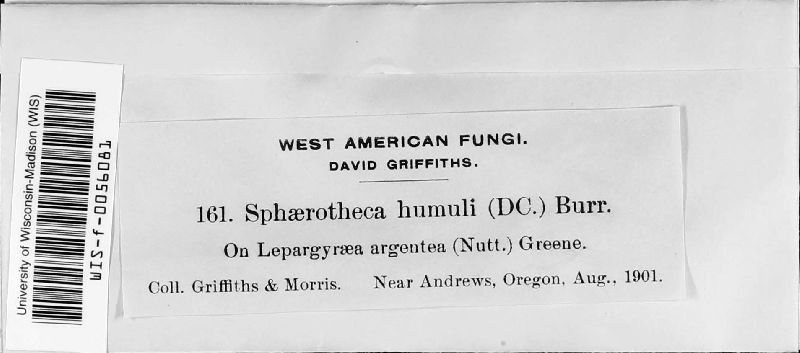 WEST AMERICAN FUNGI.
DAVID GRIFFITHS.
161. Sphærotheca humuli (DC.) Burr.
On Lepargyræa argentea (Nutt.) Greene.
Coll. Griffiths & Morris. Near Andrews, Oregon, Aug., 1901.
University of Wisconsin-Madison (WIS)
WIS-f-0056081